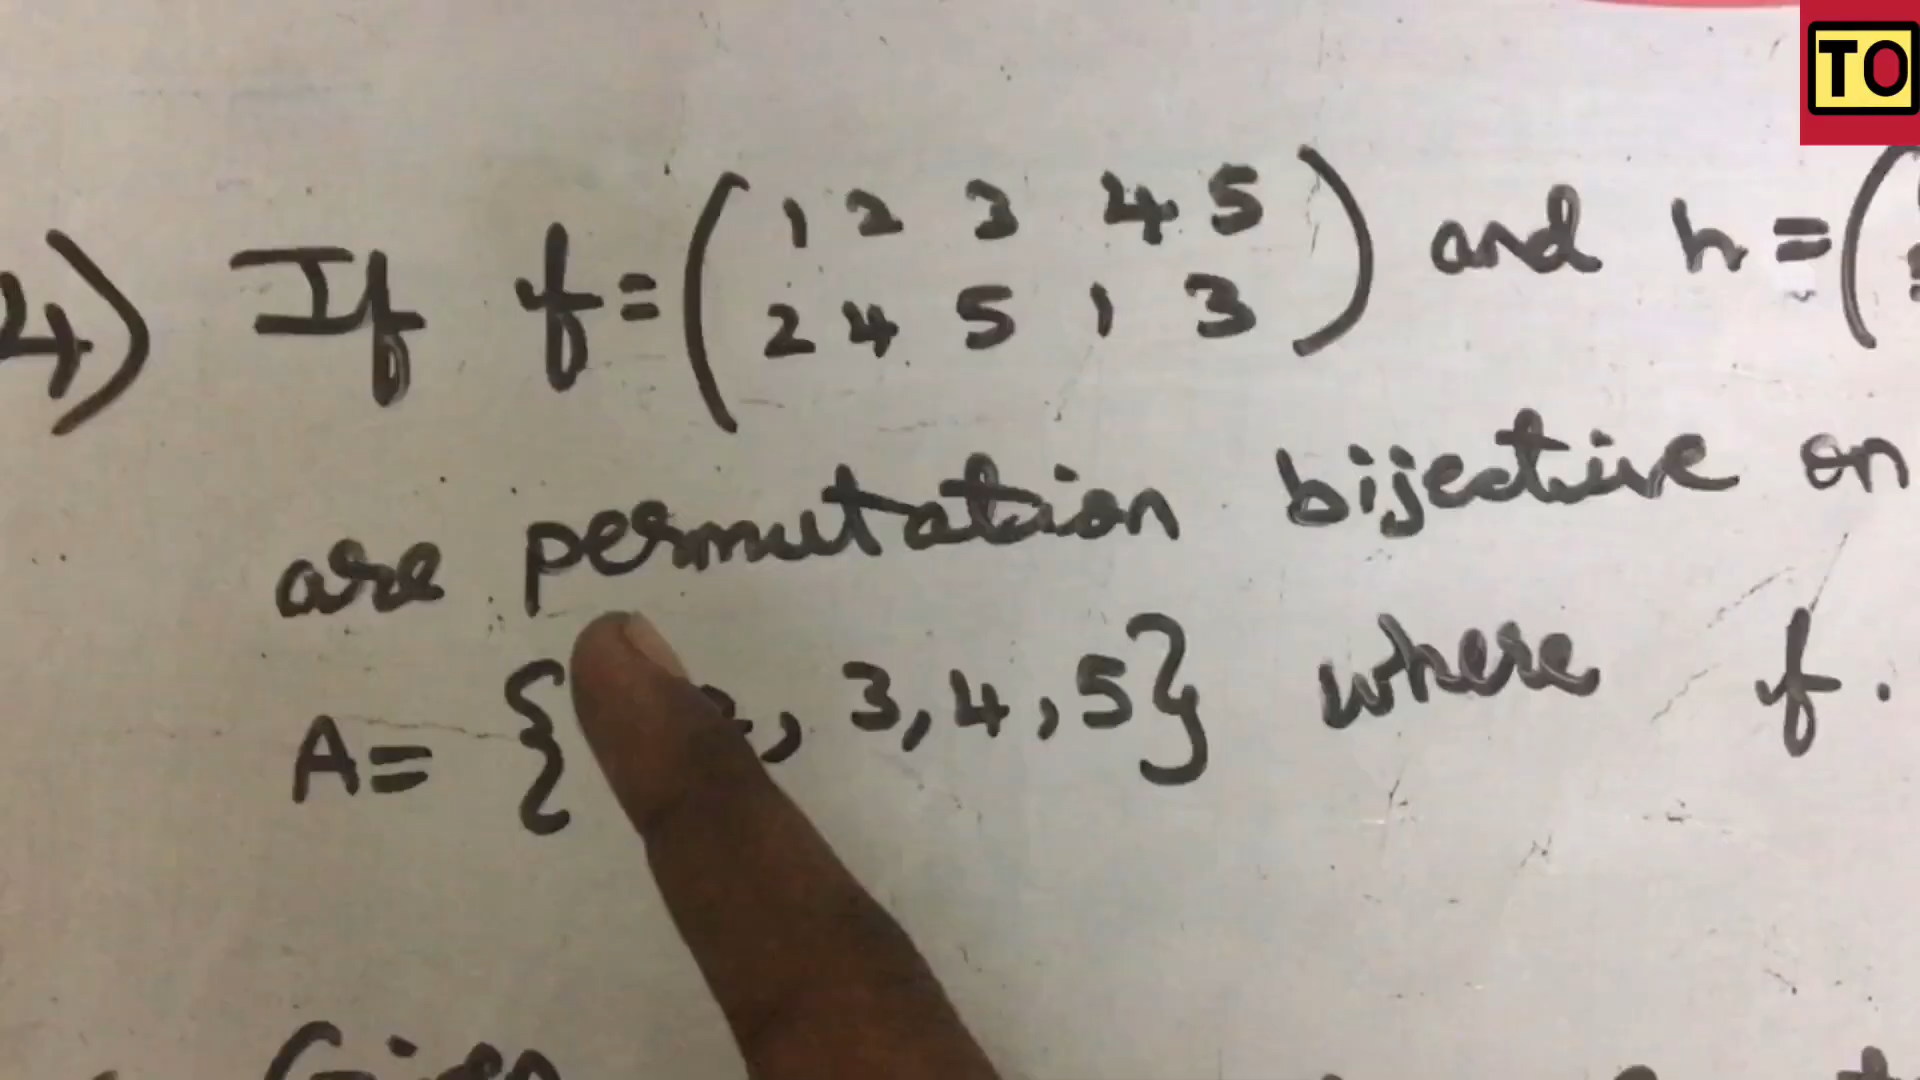 TO
4) If f = ( 1 2 3 4 5 ) and h = (
2 4 5 1 3
are permutation bijective on
A = { , 3, 4, 5} where f.
Given